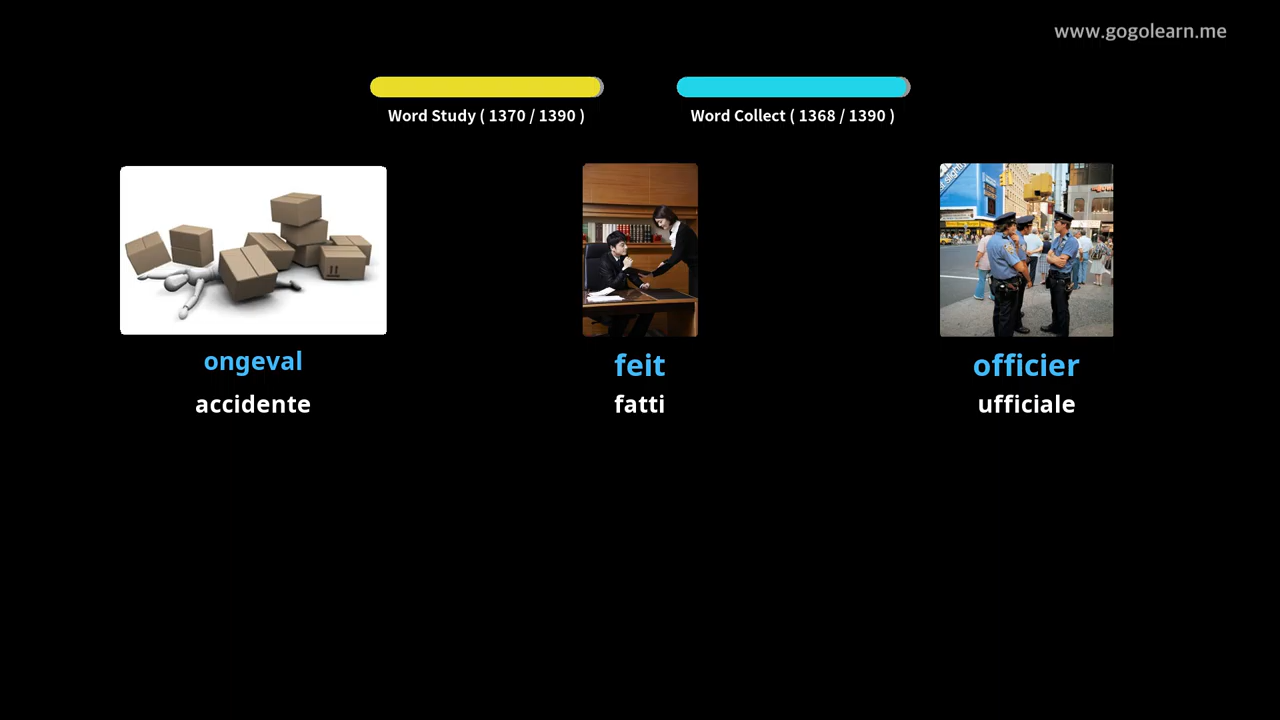 www.gogolearn.me
Word Study ( 1370 / 1390 )
Word Collect ( 1368 / 1390 )
ongeval
feit
officier
accidente
fatti
ufficiale